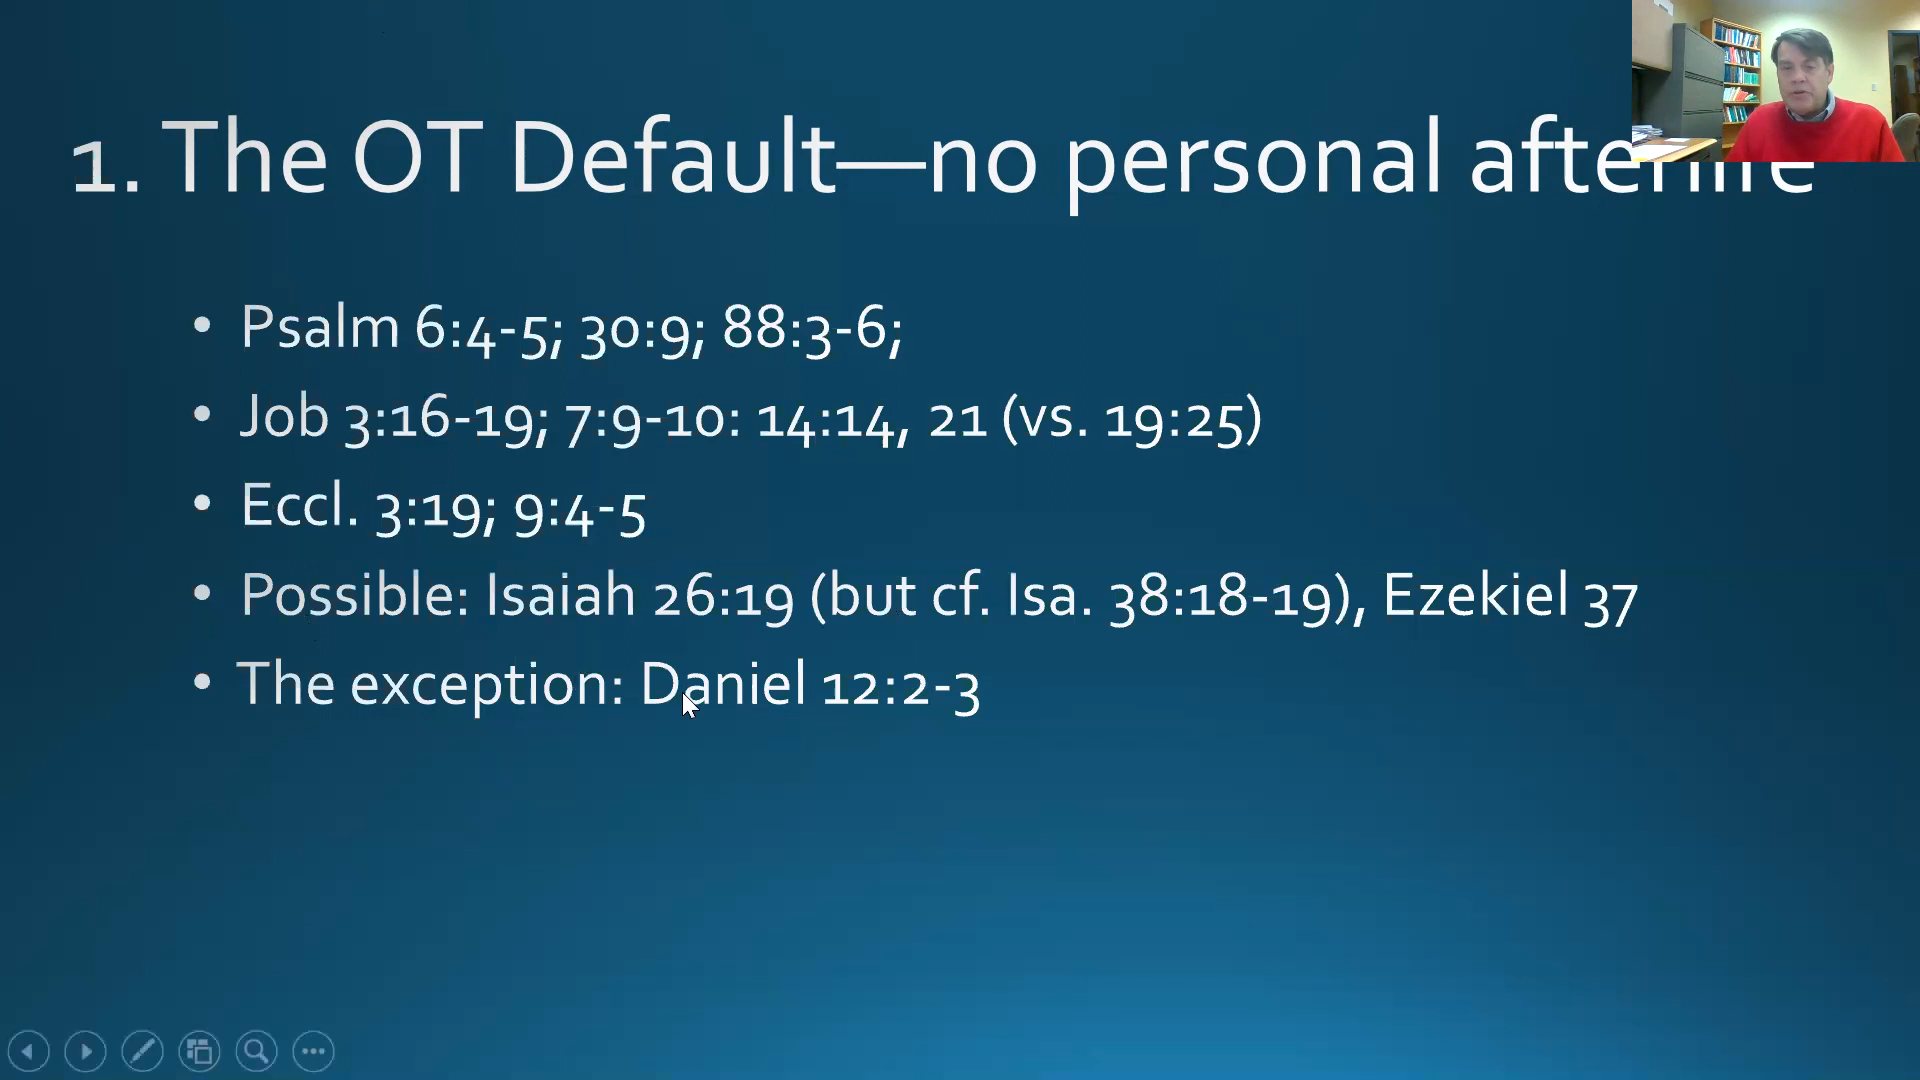 1. The OT Default—no personal afterlife
• Psalm 6:4-5; 30:9; 88:3-6;
• Job 3:16-19; 7:9-10: 14:14, 21 (vs. 19:25)
• Eccl. 3:19; 9:4-5
• Possible: Isaiah 26:19 (but cf. Isa. 38:18-19), Ezekiel 37
• The exception: Daniel 12:2-3